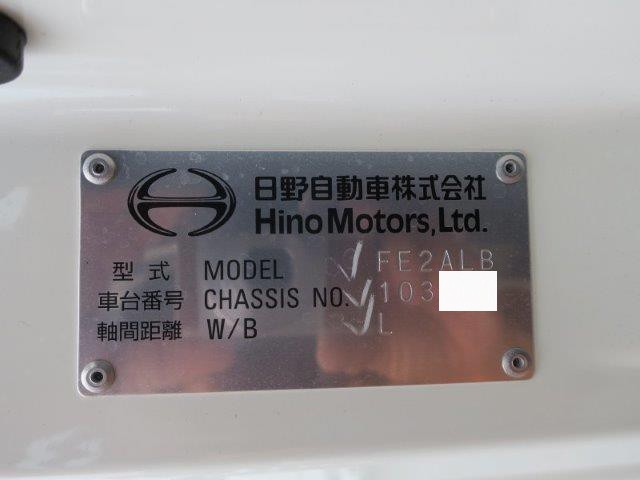 日野自動車株式会社
Hino Motors, Ltd.
型式 MODEL FE2ALB
車台番号 CHASSIS NO. 103
軸間距離 W/B L